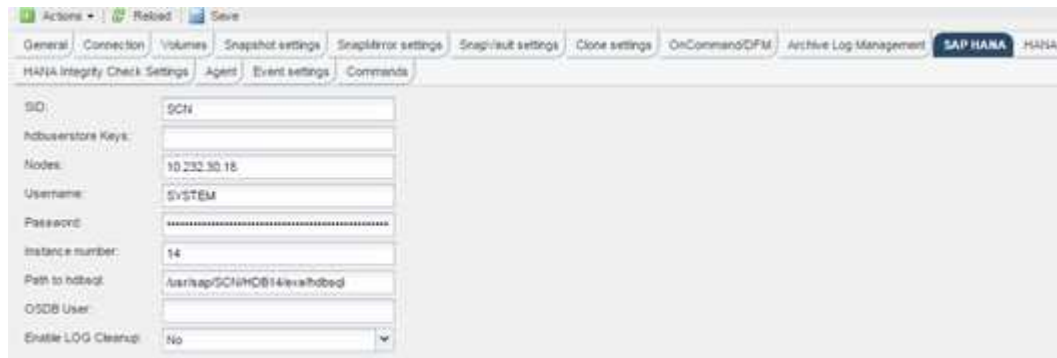 Actions Reload Save
General Connection Volumes Snapshot settings SnapMirror settings SnapVault settings Clone settings OnCommand/DFM Archive Log Management SAP HANA HANA
HANA Integrity Check Settings Agent Event settings Commands
SID: SCN
hdbuserstore Keys:
Nodes: 10.232.30.15
Username: SYSTEM
Password:
Instance number: 14
Path to hdbsql: /usr/sap/SCN/HDB14/exe/hdbsql
OSDB User:
Enable LOG Cleanup: No